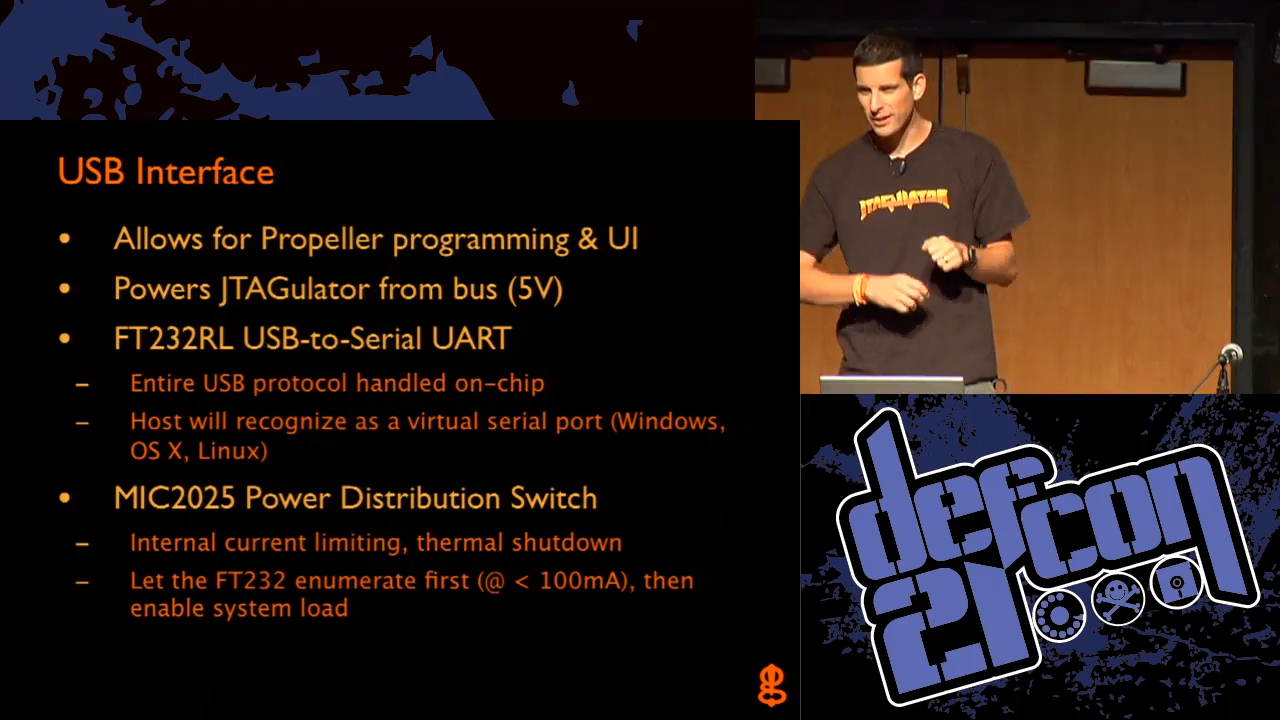 USB Interface
• Allows for Propeller programming & UI
• Powers JTAGulator from bus (5V)
• FT232RL USB-to-Serial UART
– Entire USB protocol handled on-chip
– Host will recognize as a virtual serial port (Windows,
OS X, Linux)
• MIC2025 Power Distribution Switch
– Internal current limiting, thermal shutdown
– Let the FT232 enumerate first (@ < 100mA), then
enable system load
JTAGULATOR
defcon
21